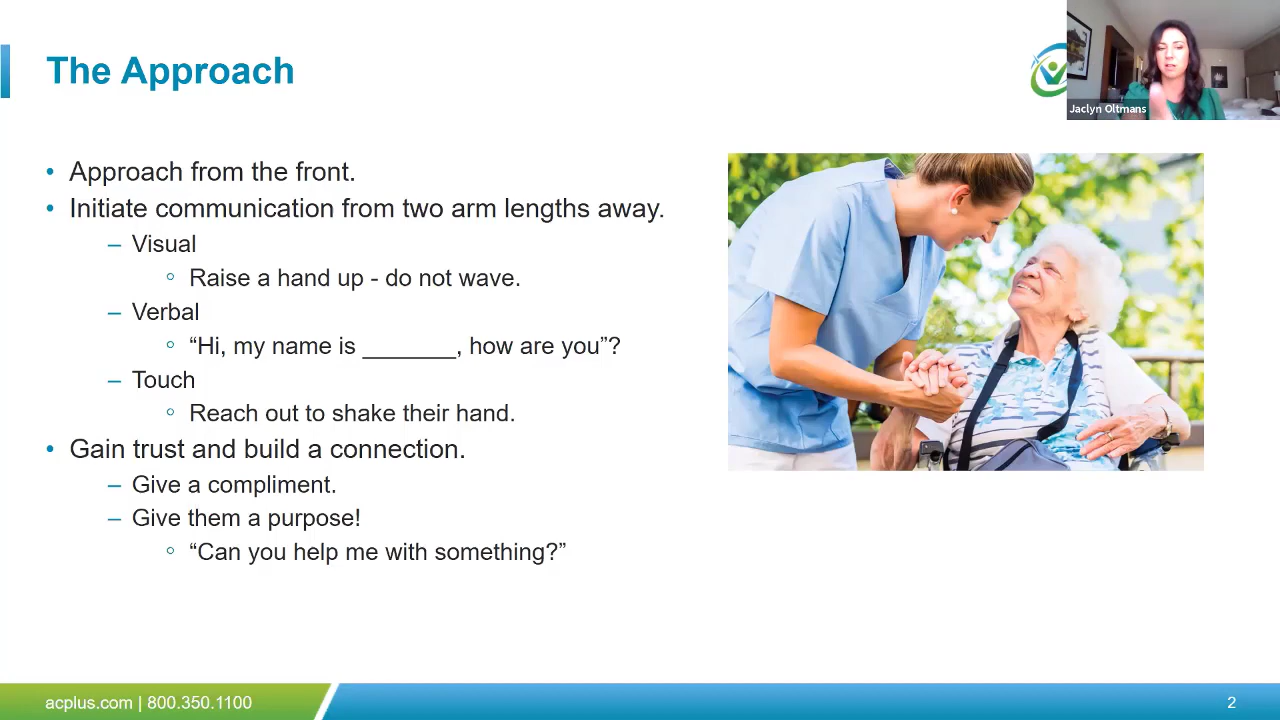 The Approach
Jaclyn Oltmans
• Approach from the front.
• Initiate communication from two arm lengths away.
– Visual
○ Raise a hand up - do not wave.
– Verbal
○ “Hi, my name is _______, how are you”?
– Touch
○ Reach out to shake their hand.
• Gain trust and build a connection.
– Give a compliment.
– Give them a purpose!
○ “Can you help me with something?”
acplus.com | 800.350.1100
2